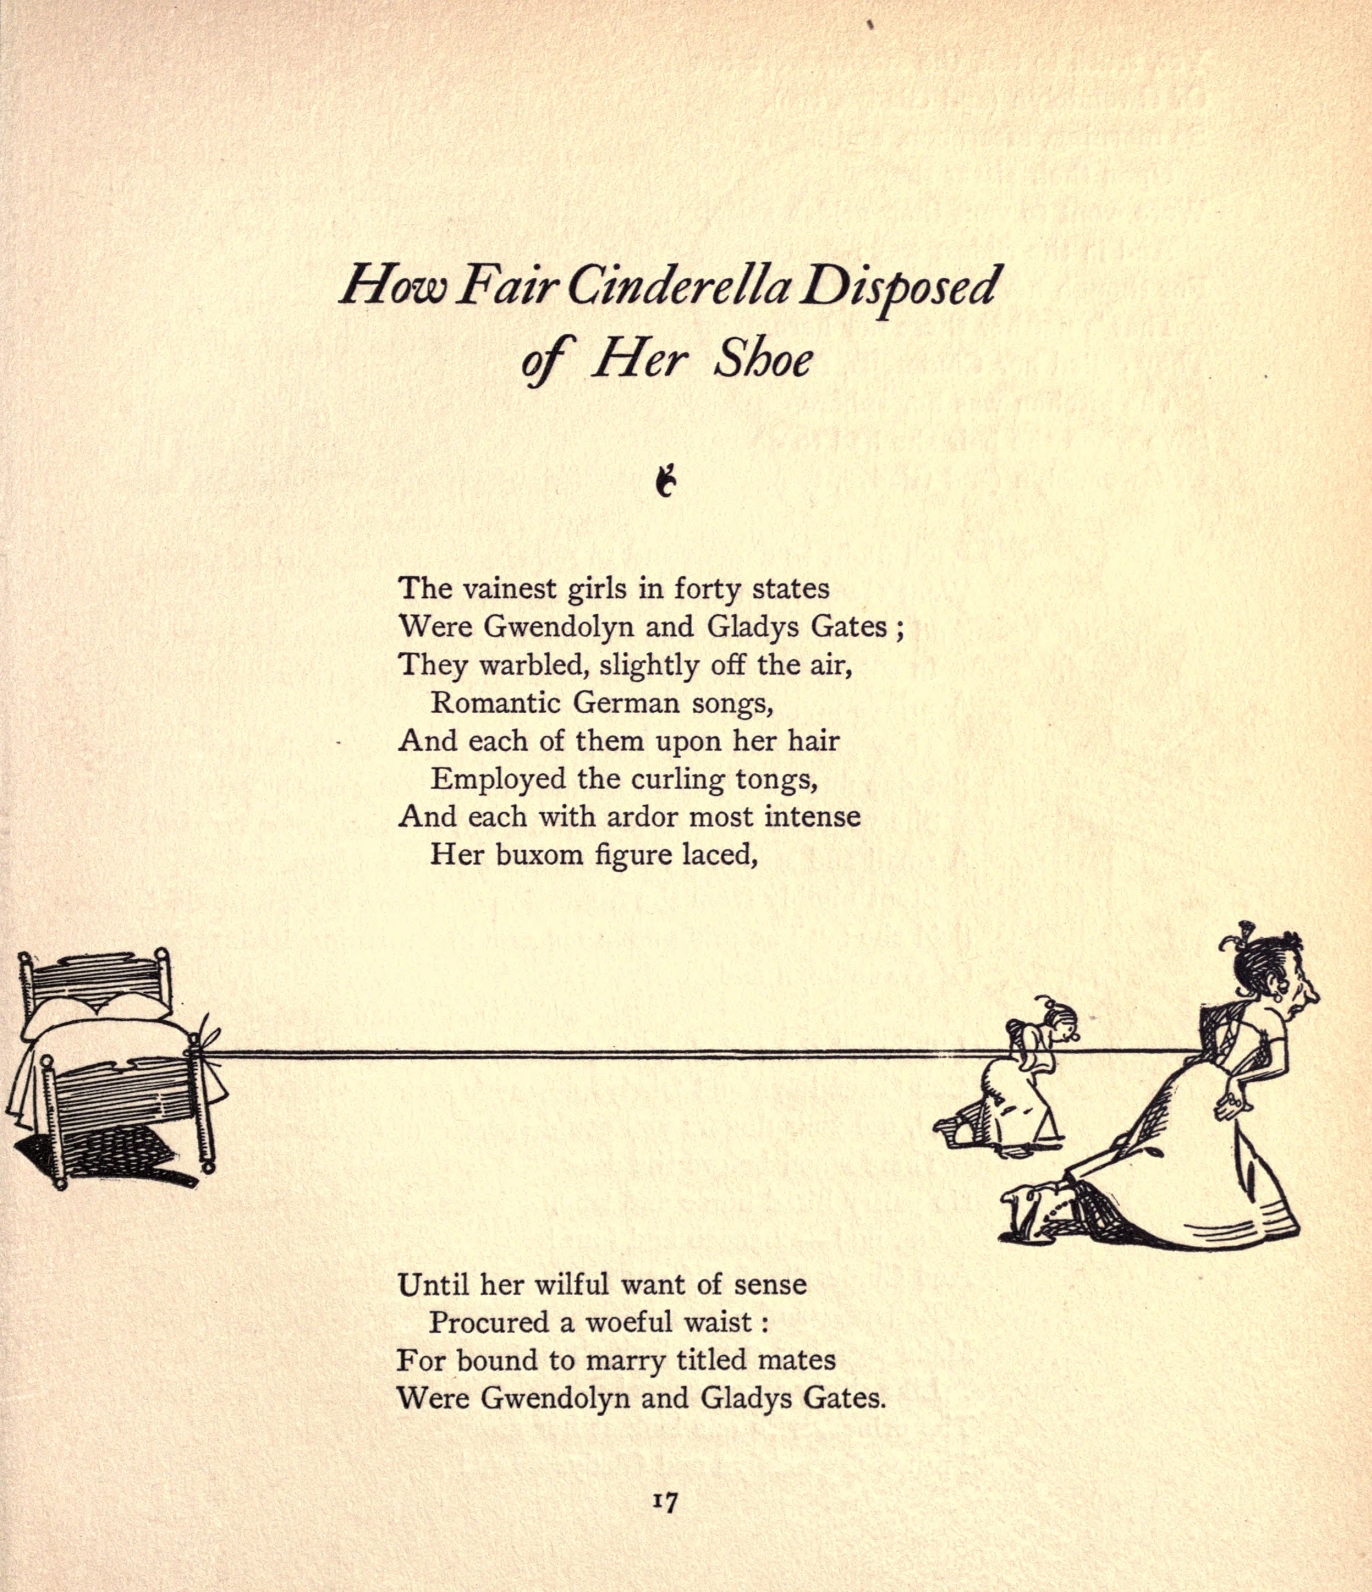 How Fair Cinderella Disposed
of Her Shoe
The vainest girls in forty states
Were Gwendolyn and Gladys Gates ;
They warbled, slightly off the air,
Romantic German songs,
And each of them upon her hair
Employed the curling tongs,
And each with ardor most intense
Her buxom figure laced,
Until her wilful want of sense
Procured a woeful waist :
For bound to marry titled mates
Were Gwendolyn and Gladys Gates.
17